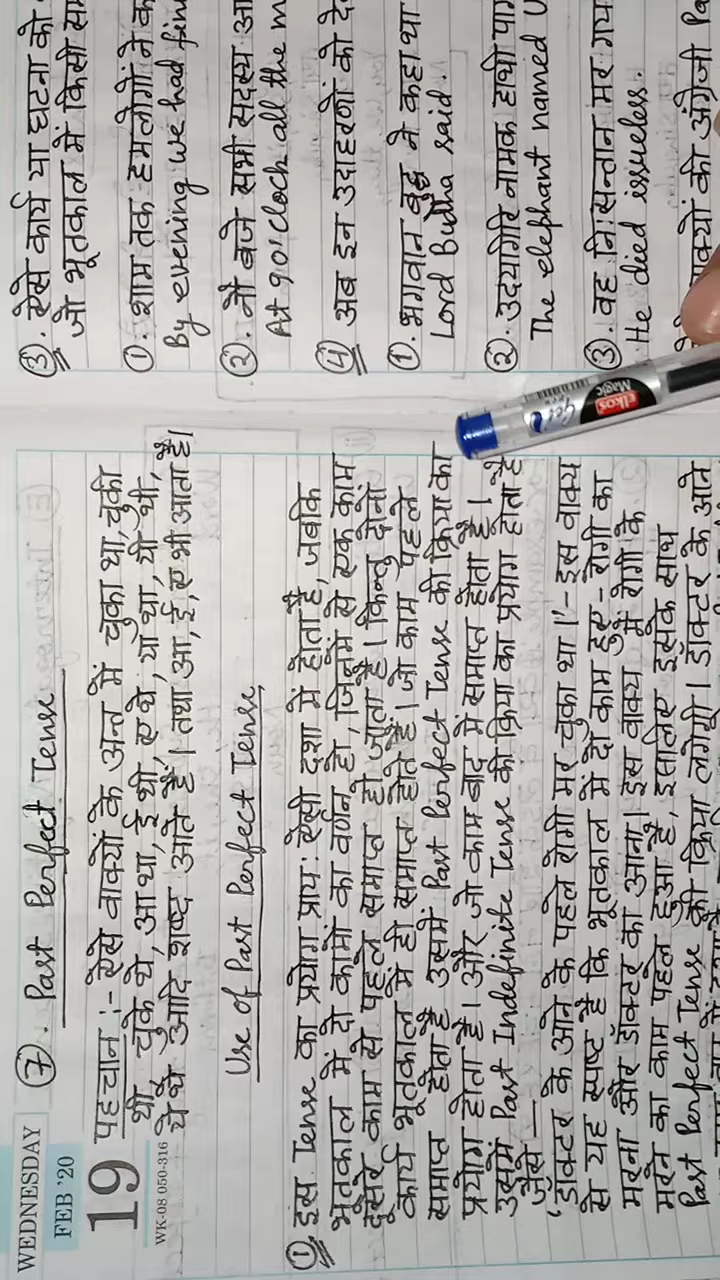 WEDNESDAY
FEB '20
19
WK-08 050-316
⑦. Past Perfect Tense
पहचान :- ऐसे वाक्यों के अन्त में चुका था, चुकी
थी, चुके थे, आ था, ई थी, ए थे, या था, यी थी,
ये थे आदि शब्द आते हैं। तथा आ, ई, ए भी आता है।
Use of Past Perfect Tense
① इस Tense का प्रयोग प्रायः ऐसी दशा में होता है, जबकि
भूतकाल में दो कामों का वर्णन हो, जिनमें से एक काम
दूसरे काम से पहले समाप्त हो जाता है। किन्तु दोनों
कार्य भूतकाल में ही समाप्त होते हैं। जो काम पहले
समाप्त होता है उसमें Past Perfect Tense की क्रिया का
प्रयोग होता है। और जो काम बाद में समाप्त होता है।
उसमें Past Indefinite Tense की क्रिया का प्रयोग होता है
जैसे —
'डॉक्टर के आने के पहले रोगी मर चुका था।'- इस वाक्य
से यह स्पष्ट है कि भूतकाल में दो काम हुए - रोगी का
मरना और डॉक्टर का आना। इस वाक्य में रोगी के
मरने का काम पहले हुआ है, इसलिए इसके साथ
Past Perfect Tense की क्रिया लगेगी। डॉक्टर के आने
③. ऐसे कार्य या घटना को
जो भूतकाल में किसी
①. शाम तक हमलोगों ने
By evening we had
②. नौ बजे सभी सदस्य
At 9 O'clock all the
④ अब इन उदाहरणों को
①. भगवान बुद्ध ने कहा था
Lord Budha said.
②. उदयगिरि नामक हाथी
The elephant named
③. वह निःसन्तान मर
He died issueless.
वाक्यों की अंग्रेजी
elkos
Magic
Gel